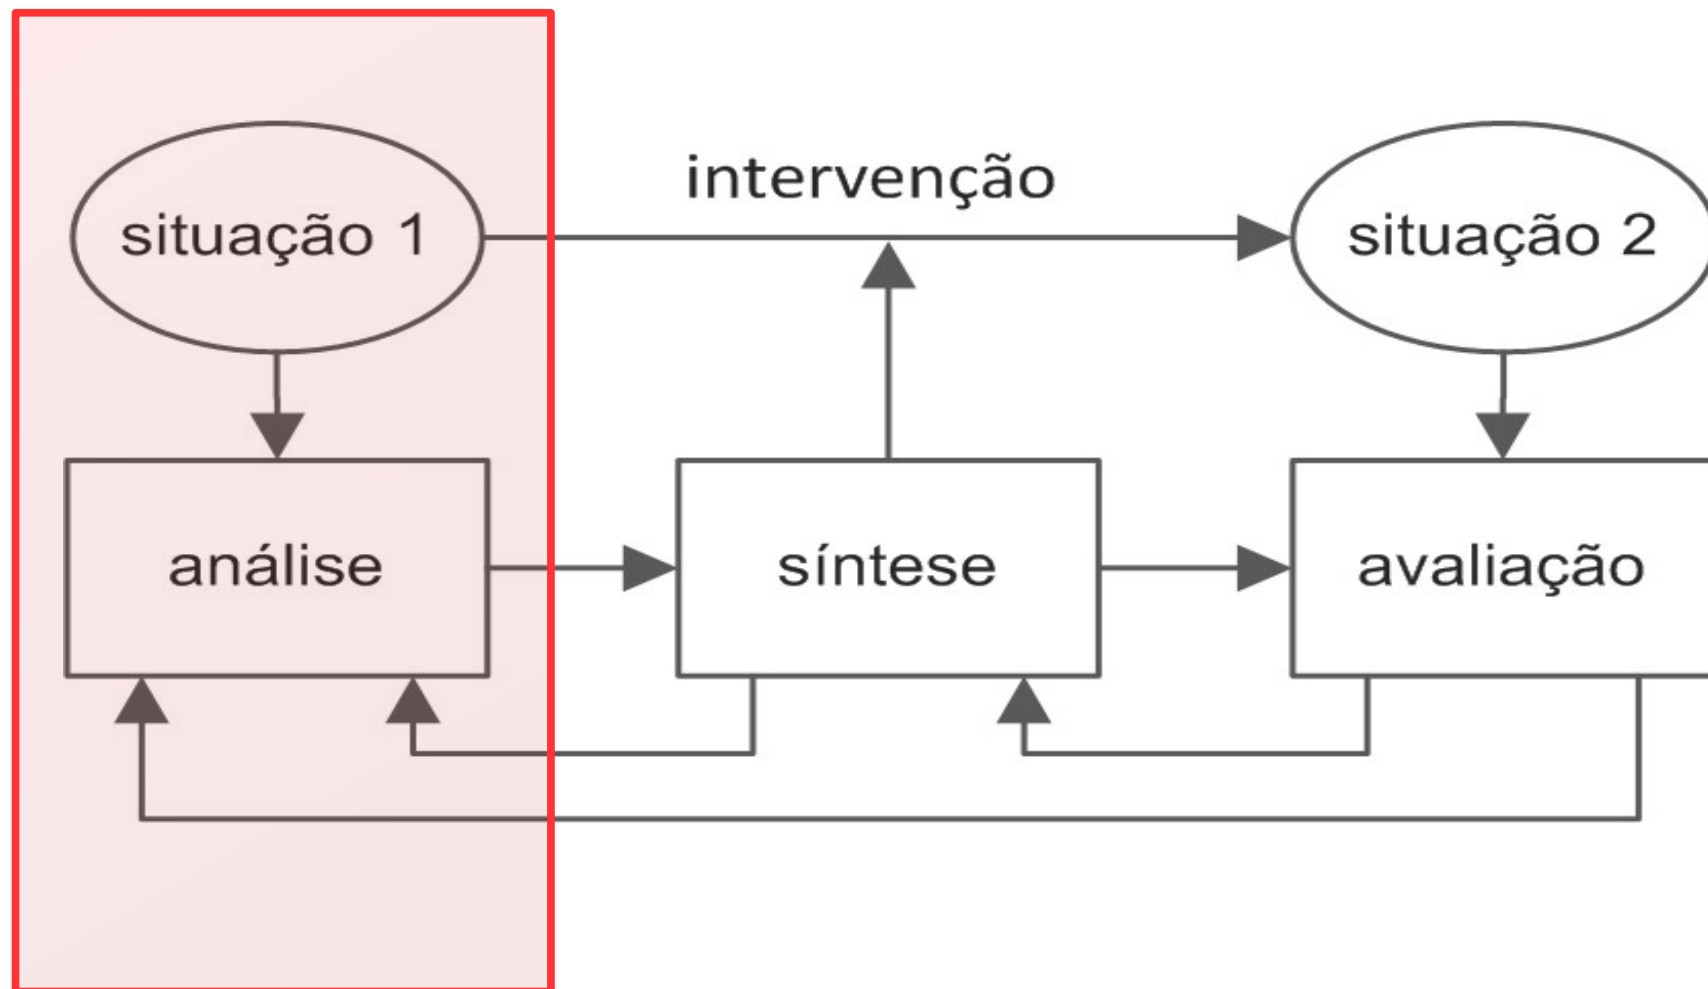 intervenção
situação 1
situação 2
análise
síntese
avaliação